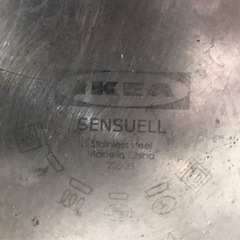 IKEA
SENSUELL
Stainless steel
Made in China